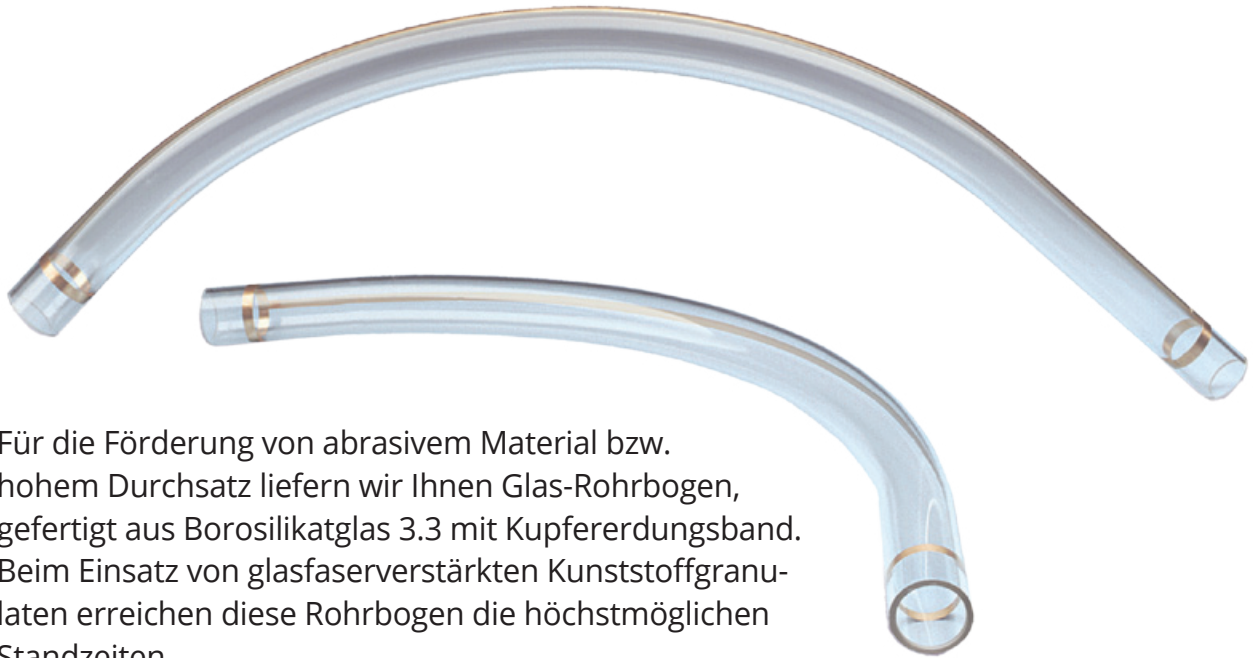 Für die Förderung von abrasivem Material bzw.
hohem Durchsatz liefern wir Ihnen Glas-Rohrbogen,
gefertigt aus Borosilikatglas 3.3 mit Kupfererdungsband.
Beim Einsatz von glasfaserverstärkten Kunststoffgranu-
laten erreichen diese Rohrbogen die höchstmöglichen
Standzeiten